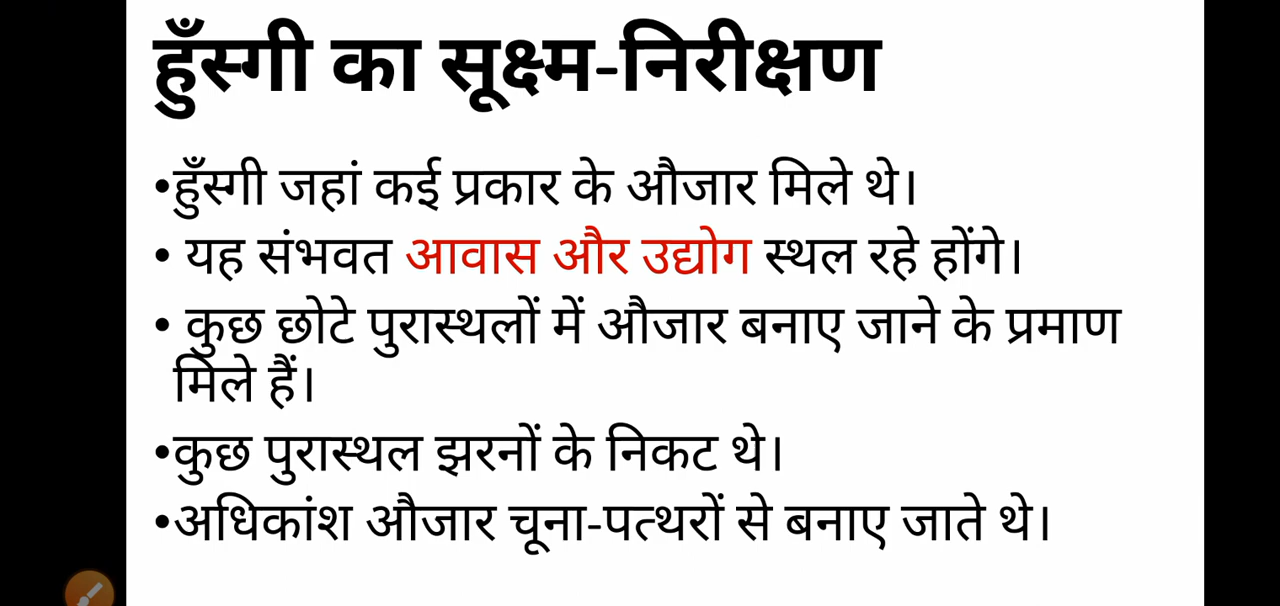 हुँस्गी का सूक्ष्म-निरीक्षण
•हुँस्गी जहां कई प्रकार के औजार मिले थे।
• यह संभवत आवास और उद्योग स्थल रहे होंगे।
• कुछ छोटे पुरास्थलों में औजार बनाए जाने के प्रमाण
मिले हैं।
•कुछ पुरास्थल झरनों के निकट थे।
•अधिकांश औजार चूना-पत्थरों से बनाए जाते थे।